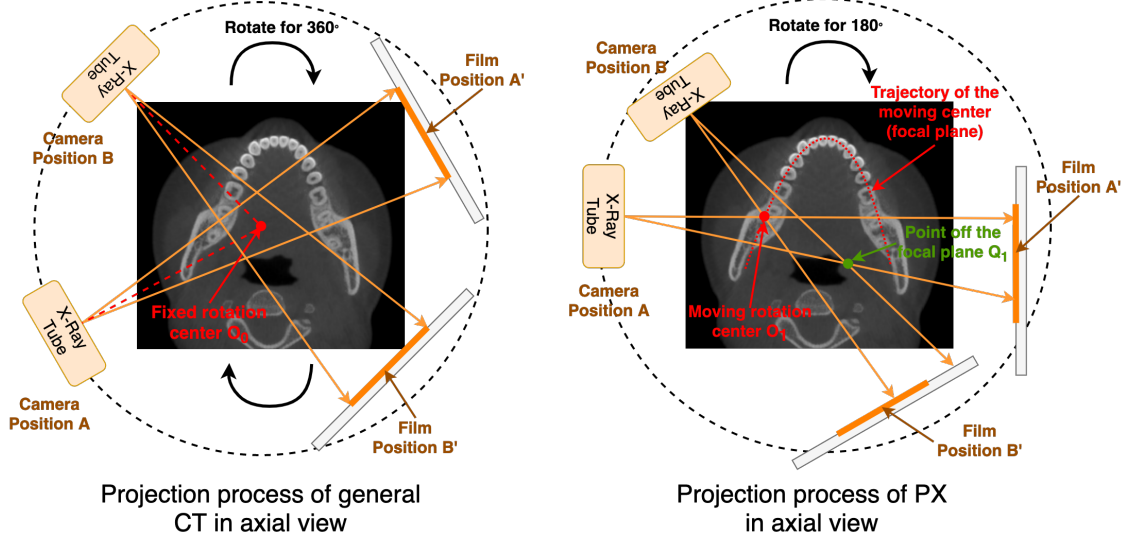 Rotate for 360°
X-Ray
Tube
Film
Position A'
Camera
Position B
Fixed rotation
center O₀
X-Ray
Tube
Camera
Position A
Film
Position B'
Projection process of general
CT in axial view
Rotate for 180°
Camera
Position B
X-Ray
Tube
Trajectory of the
moving center
(focal plane)
Film
Position A'
X-Ray
Tube
Point off the
focal plane Q₁
Camera
Position A
Moving rotation
center O₁
Film
Position B'
Projection process of PX
in axial view